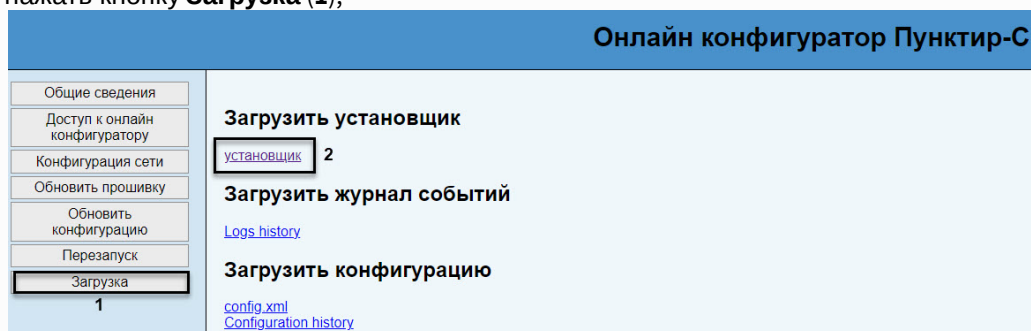 нажать кнопку Загрузка (1);
Онлайн конфигуратор Пунктир-С
Общие сведения
Доступ к онлайн
конфигуратору
Конфигурация сети
Обновить прошивку
Обновить
конфигурацию
Перезапуск
Загрузка
1
Загрузить установщик
установщик 2
Загрузить журнал событий
Logs history
Загрузить конфигурацию
config.xml
Configuration history